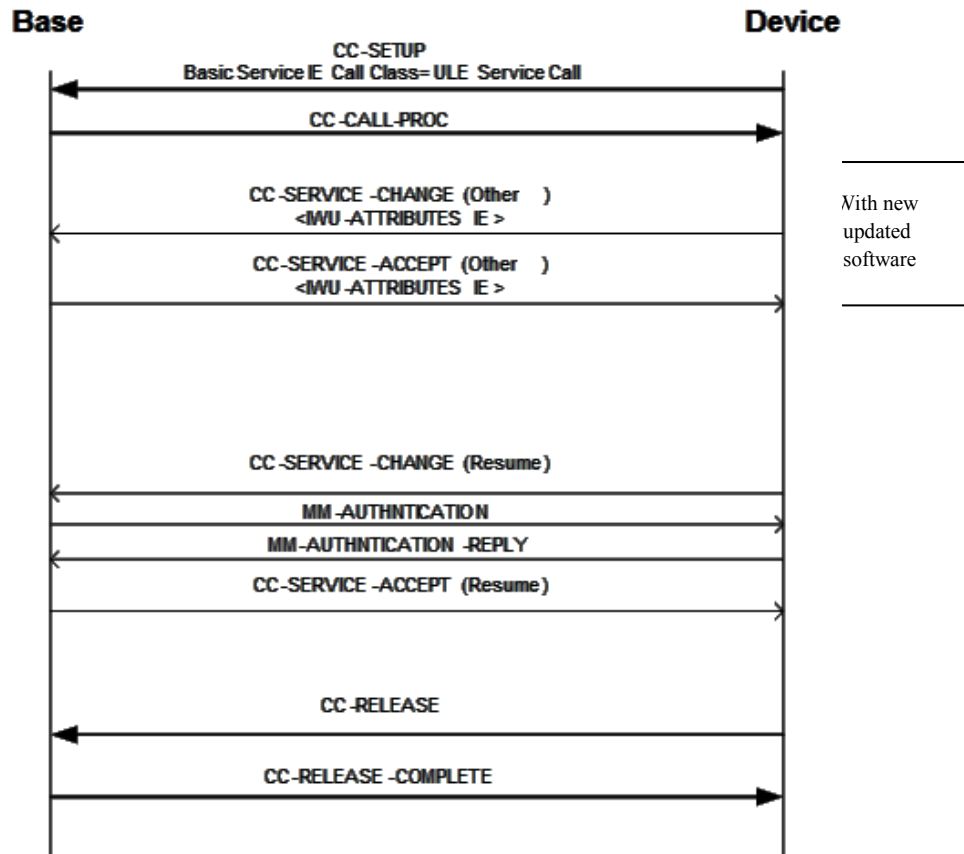 Base
Device
CC-SETUP
Basic Service IE Call Class= ULE Service Call
CC-CALL-PROC
CC-SERVICE-CHANGE (Other )
<IWU-ATTRIBUTES IE >
With new
updated
software
CC-SERVICE-ACCEPT (Other )
<IWU-ATTRIBUTES IE >
CC-SERVICE-CHANGE (Resume)
MM-AUTHNTICATION
MM-AUTHNTICATION-REPLY
CC-SERVICE-ACCEPT (Resume)
CC-RELEASE
CC-RELEASE-COMPLETE